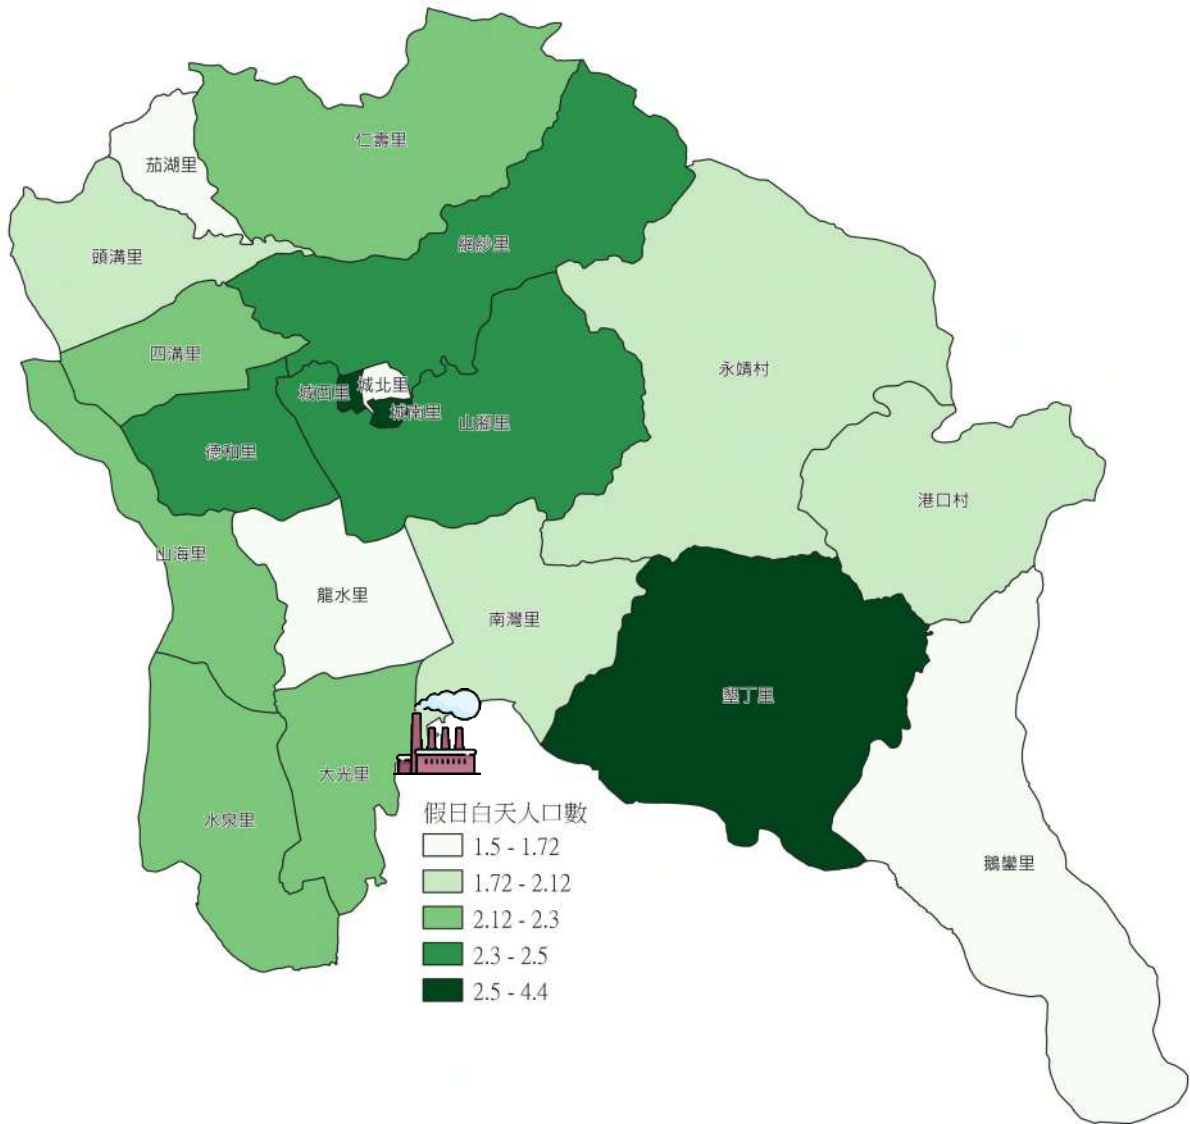 仁壽里
茄湖里
網紗里
頭溝里
四溝里
永靖村
城西里
城北里
城南里
山腳里
德和里
港口村
山海里
龍水里
南灣里
墾丁里
大光里
水泉里
鵝鑾里
假日白天人口數
1.5 - 1.72
1.72 - 2.12
2.12 - 2.3
2.3 - 2.5
2.5 - 4.4